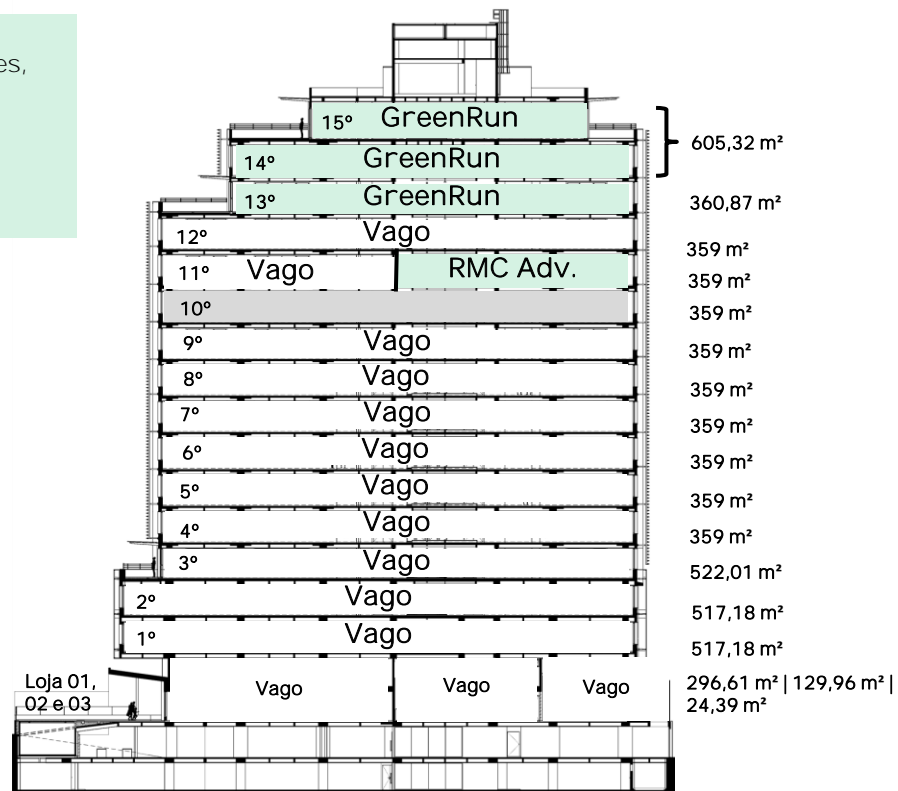 es,
15º GreenRun
605,32 m²
14º GreenRun
13º GreenRun 360,87 m²
12º Vago 359 m²
11º Vago RMC Adv. 359 m²
10º 359 m²
9º Vago 359 m²
8º Vago 359 m²
7º Vago 359 m²
6º Vago 359 m²
5º Vago 359 m²
4º Vago 359 m²
3º Vago 522,01 m²
2º Vago 517,18 m²
1º Vago 517,18 m²
Loja 01, Vago Vago Vago 296,61 m² | 129,96 m² |
02 e 03 24,39 m²